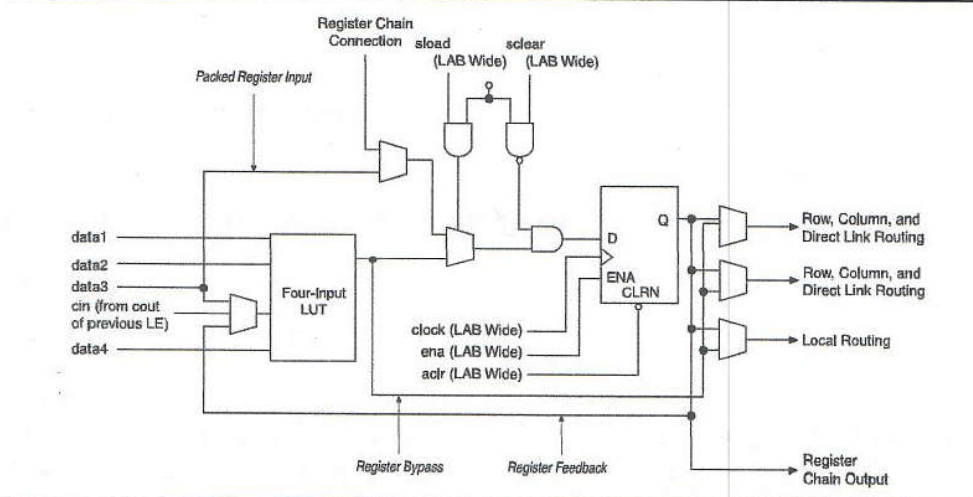 Register Chain
Connection
sload
(LAB Wide)
sclear
(LAB Wide)
Packed Register Input
data1
data2
data3
cin (from cout
of previous LE)
data4
Four-Input
LUT
Q
D
ENA
CLRN
clock (LAB Wide)
ena (LAB Wide)
aclr (LAB Wide)
Row, Column, and
Direct Link Routing
Row, Column, and
Direct Link Routing
Local Routing
Register Bypass
Register Feedback
Register
Chain Output